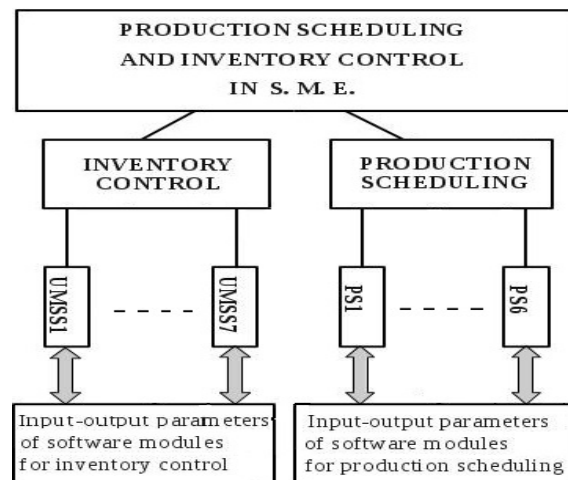 PRODUCTION SCHEDULING
AND INVENTORY CONTROL
IN S. M. E.
INVENTORY
CONTROL
PRODUCTION
SCHEDULING
UMSS1
UMSS7
PS1
PS6
Input-output parameters
of software modules
for inventory control
Input-output parameters
of software modules
for production scheduling